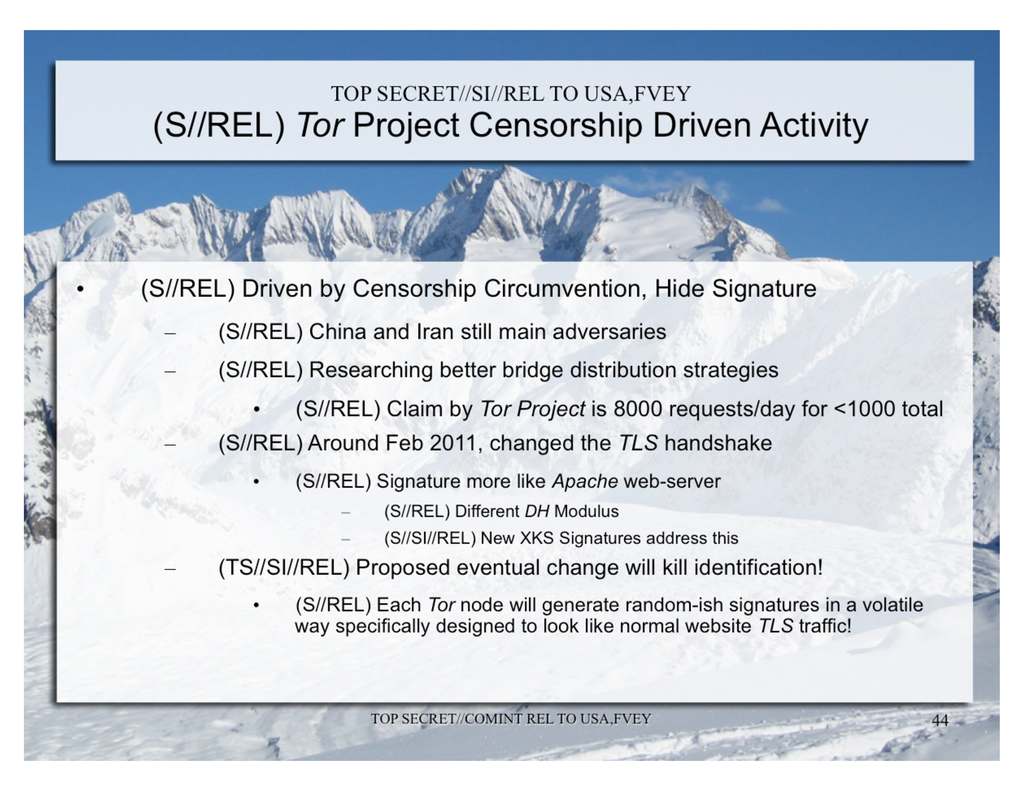 TOP SECRET//SI//REL TO USA,FVEY
(S//REL) Tor Project Censorship Driven Activity
• (S//REL) Driven by Censorship Circumvention, Hide Signature
– (S//REL) China and Iran still main adversaries
– (S//REL) Researching better bridge distribution strategies
• (S//REL) Claim by Tor Project is 8000 requests/day for <1000 total
– (S//REL) Around Feb 2011, changed the TLS handshake
• (S//REL) Signature more like Apache web-server
– (S//REL) Different DH Modulus
– (S//SI//REL) New XKS Signatures address this
– (TS//SI//REL) Proposed eventual change will kill identification!
• (S//REL) Each Tor node will generate random-ish signatures in a volatile
way specifically designed to look like normal website TLS traffic!
TOP SECRET//COMINT REL TO USA,FVEY
44